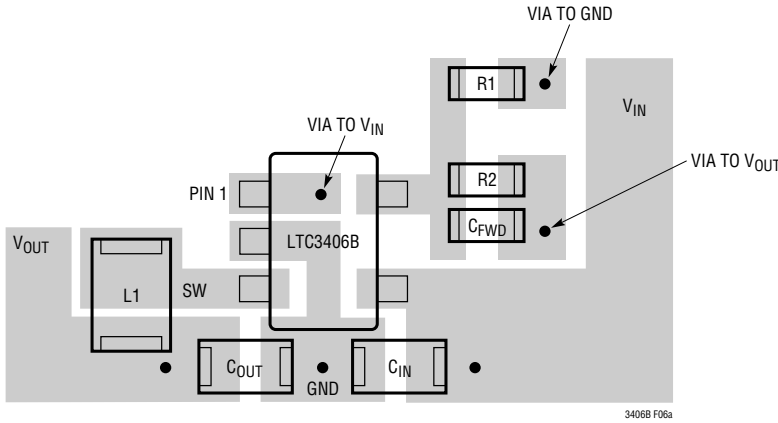 VIA TO GND
R1
VIN
VIA TO VIN
R2
VIA TO VOUT
PIN 1
CFWD
VOUT
LTC3406B
L1
SW
COUT
GND
CIN
3406B F06a